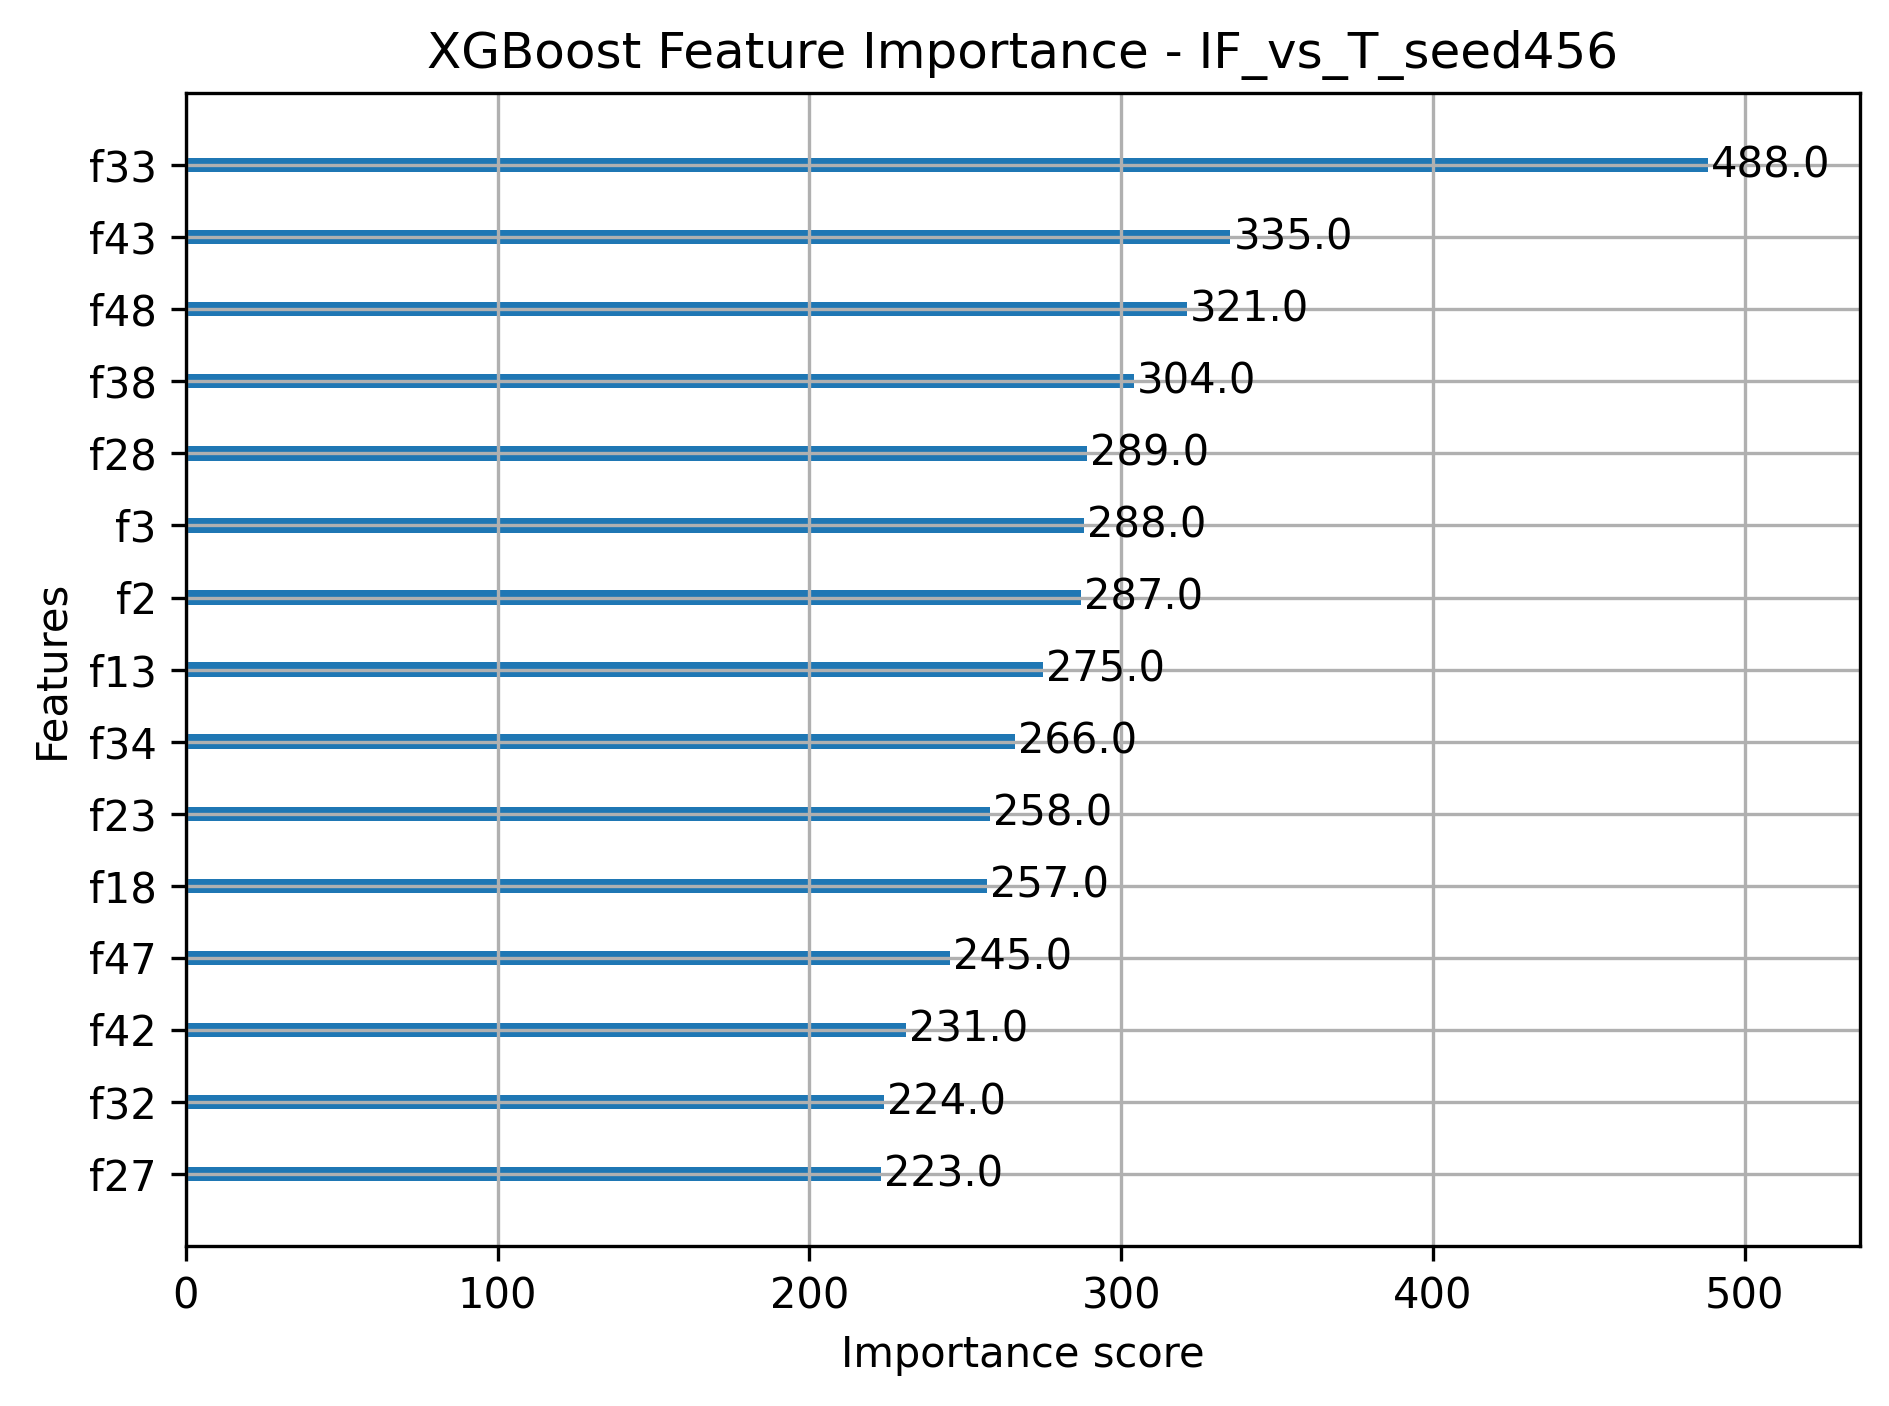 XGBoost Feature Importance - IF_vs_T_seed456
f33 488.0
f43 335.0
f48 321.0
f38 304.0
f28 289.0
f3 288.0
f2 287.0
f13 275.0
f34 266.0
f23 258.0
f18 257.0
f47 245.0
f42 231.0
f32 224.0
f27 223.0
Features
0 100 200 300 400 500
Importance score